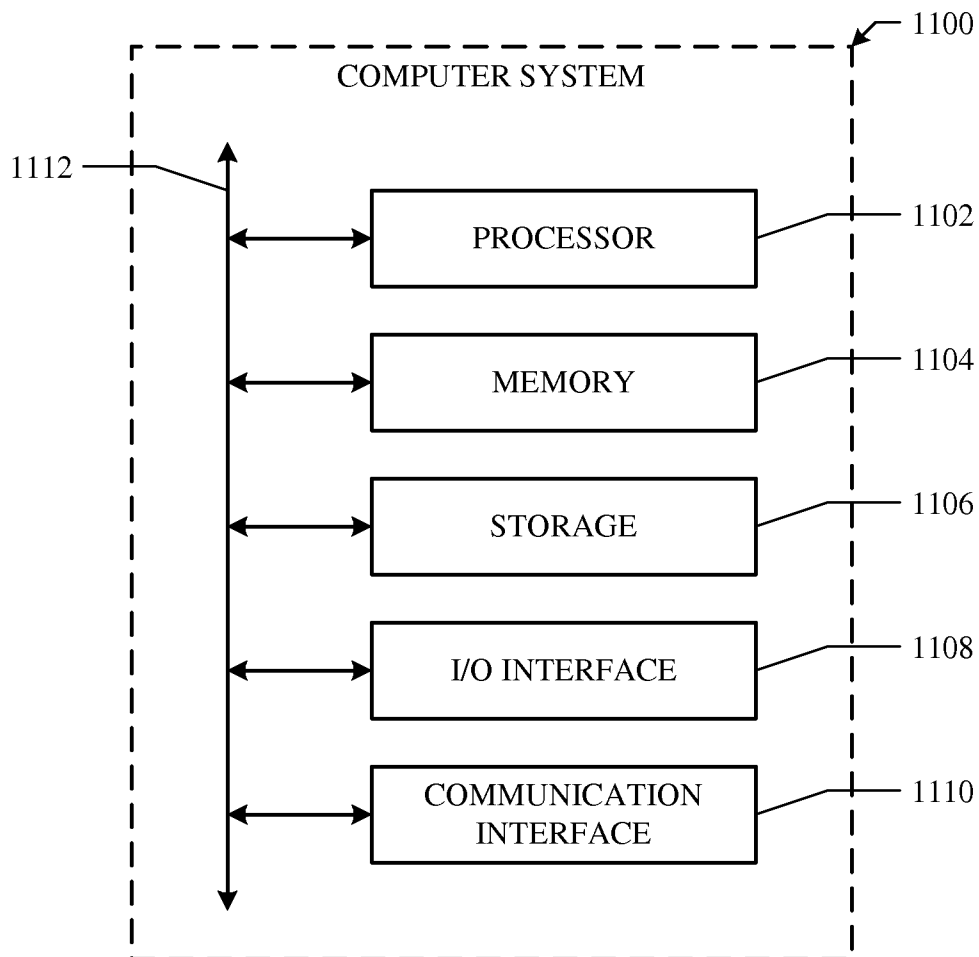 1100
COMPUTER SYSTEM
1112
PROCESSOR
1102
MEMORY
1104
STORAGE
1106
I/O INTERFACE
1108
COMMUNICATION
INTERFACE
1110